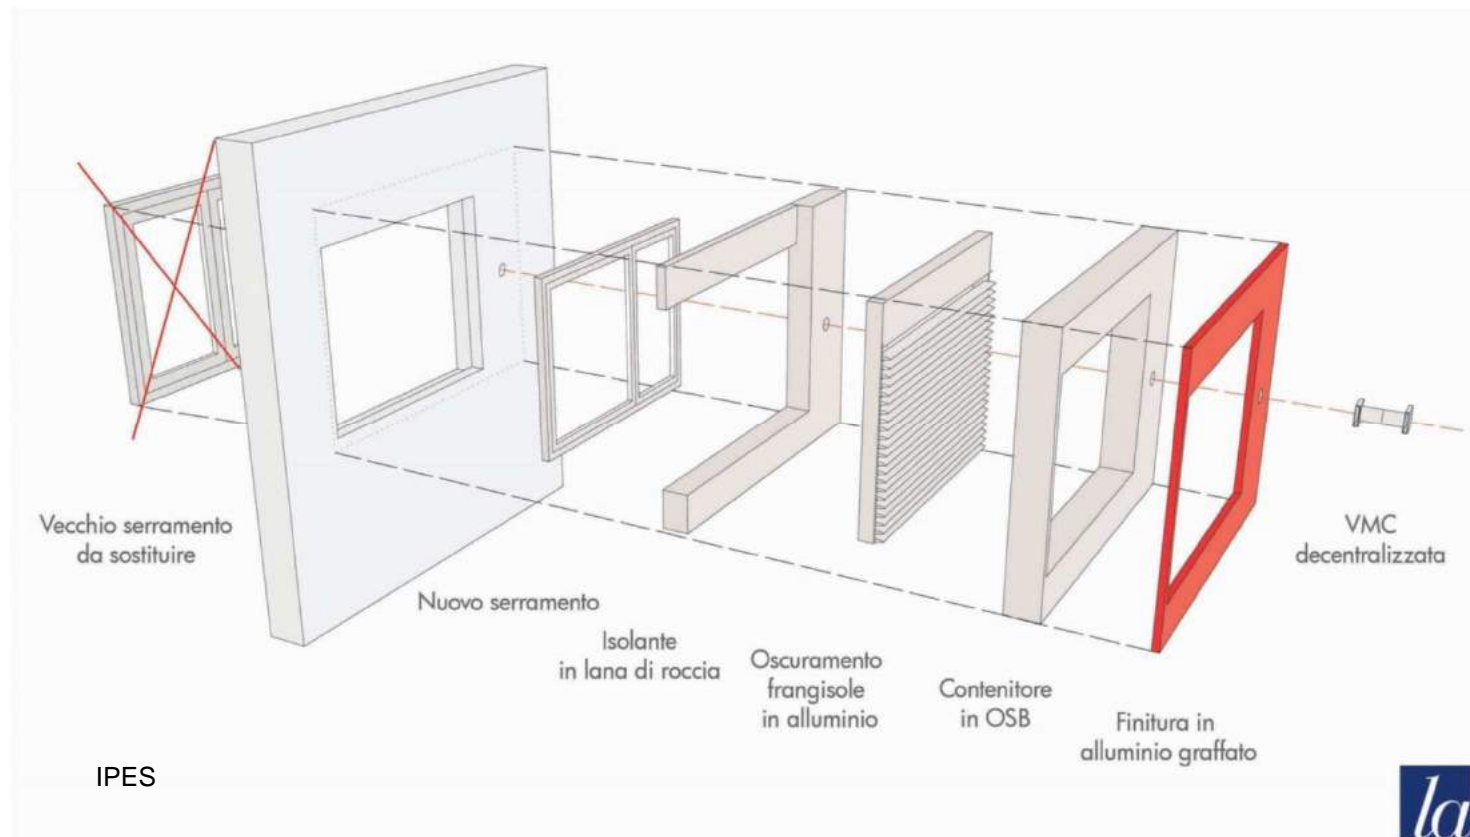 Vecchio serramento
da sostituire
Nuovo serramento
Isolante
in lana di roccia
Oscuramento
frangisole
in alluminio
Contenitore
in OSB
Finitura in
alluminio graffato
VMC
decentralizzata
IPES
la